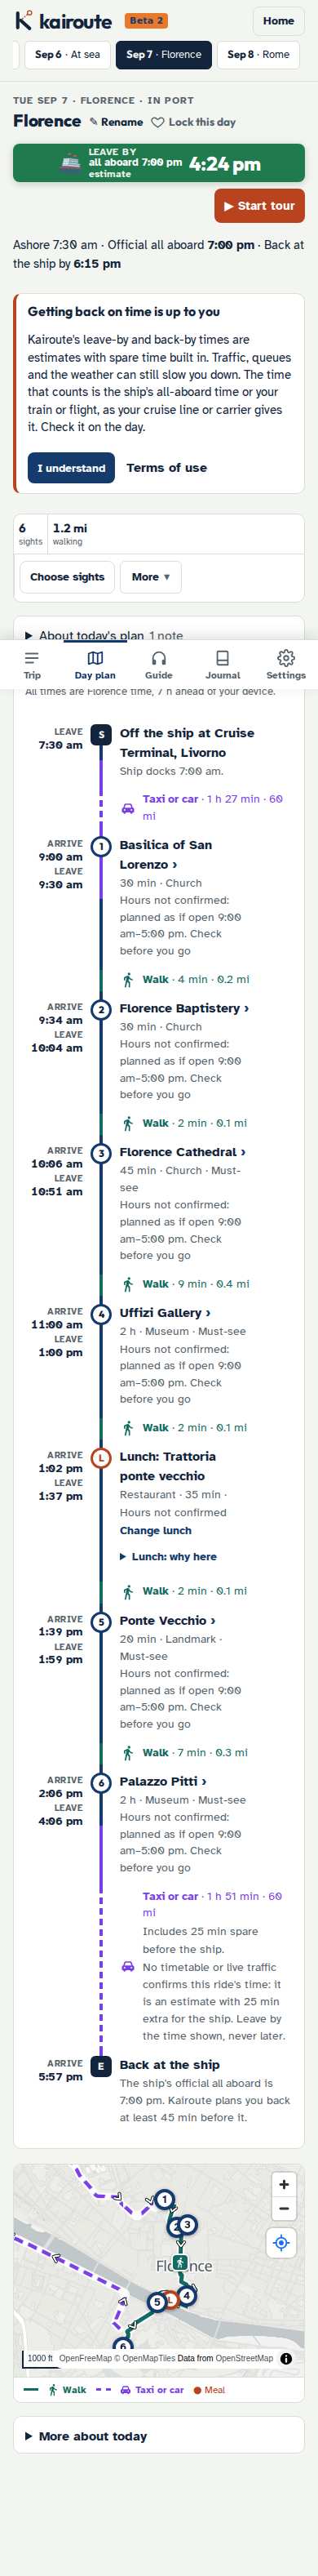 kairoute Beta 2 Home
Sep 6 · At sea Sep 7 · Florence Sep 8 · Rome
TUE SEP 7 · FLORENCE · IN PORT
Florence ✎ Rename ♡ Lock this day
LEAVE BY
all aboard 7:00 pm
estimate
4:24 pm
▶ Start tour
Ashore 7:30 am · Official all aboard 7:00 pm · Back at
the ship by 6:15 pm
Getting back on time is up to you
Kairoute's leave-by and back-by times are
estimates with spare time built in. Traffic, queues
and the weather can still slow you down. The time
that counts is the ship's all-aboard time or your
train or flight, as your cruise line or carrier gives
it. Check it on the day.
I understand Terms of use
6 1.2 mi
sights walking
Choose sights More ▾
▶ About today's plan 1 note
Trip Day plan Guide Journal Settings
All times are Florence time, 7 h ahead of your device.
LEAVE
7:30 am
S
Off the ship at Cruise
Terminal, Livorno
Ship docks 7:00 am.
Taxi or car · 1 h 27 min · 60
mi
ARRIVE
9:00 am
LEAVE
9:30 am
1
Basilica of San
Lorenzo ›
30 min · Church
Hours not confirmed:
planned as if open 9:00
am–5:00 pm. Check
before you go
Walk · 4 min · 0.2 mi
ARRIVE
9:34 am
LEAVE
10:04 am
2
Florence Baptistery ›
30 min · Church
Hours not confirmed:
planned as if open 9:00
am–5:00 pm. Check
before you go
Walk · 2 min · 0.1 mi
ARRIVE
10:06 am
LEAVE
10:51 am
3
Florence Cathedral ›
45 min · Church · Must-
see
Hours not confirmed:
planned as if open 9:00
am–5:00 pm. Check
before you go
Walk · 9 min · 0.4 mi
ARRIVE
11:00 am
LEAVE
1:00 pm
4
Uffizi Gallery ›
2 h · Museum · Must-see
Hours not confirmed:
planned as if open 9:00
am–5:00 pm. Check
before you go
Walk · 2 min · 0.1 mi
ARRIVE
1:02 pm
LEAVE
1:37 pm
L
Lunch: Trattoria
ponte vecchio
Restaurant · 35 min ·
Hours not confirmed
Change lunch
▶ Lunch: why here
Walk · 2 min · 0.1 mi
ARRIVE
1:39 pm
LEAVE
1:59 pm
5
Ponte Vecchio ›
20 min · Landmark ·
Must-see
Hours not confirmed:
planned as if open 9:00
am–5:00 pm. Check
before you go
Walk · 7 min · 0.3 mi
ARRIVE
2:06 pm
LEAVE
4:06 pm
6
Palazzo Pitti ›
2 h · Museum · Must-see
Hours not confirmed:
planned as if open 9:00
am–5:00 pm. Check
before you go
Taxi or car · 1 h 51 min · 60
mi
Includes 25 min spare
before the ship.
No timetable or live traffic
confirms this ride's time: it
is an estimate with 25 min
extra for the ship. Leave by
the time shown, never later.
ARRIVE
5:57 pm
E
Back at the ship
The ship's official all aboard is
7:00 pm. Kairoute plans you back
at least 45 min before it.
1
2 3
4
5 L
6
+
−
1000 ft OpenFreeMap © OpenMapTiles Data from OpenStreetMap
Walk Taxi or car Meal
▶ More about today